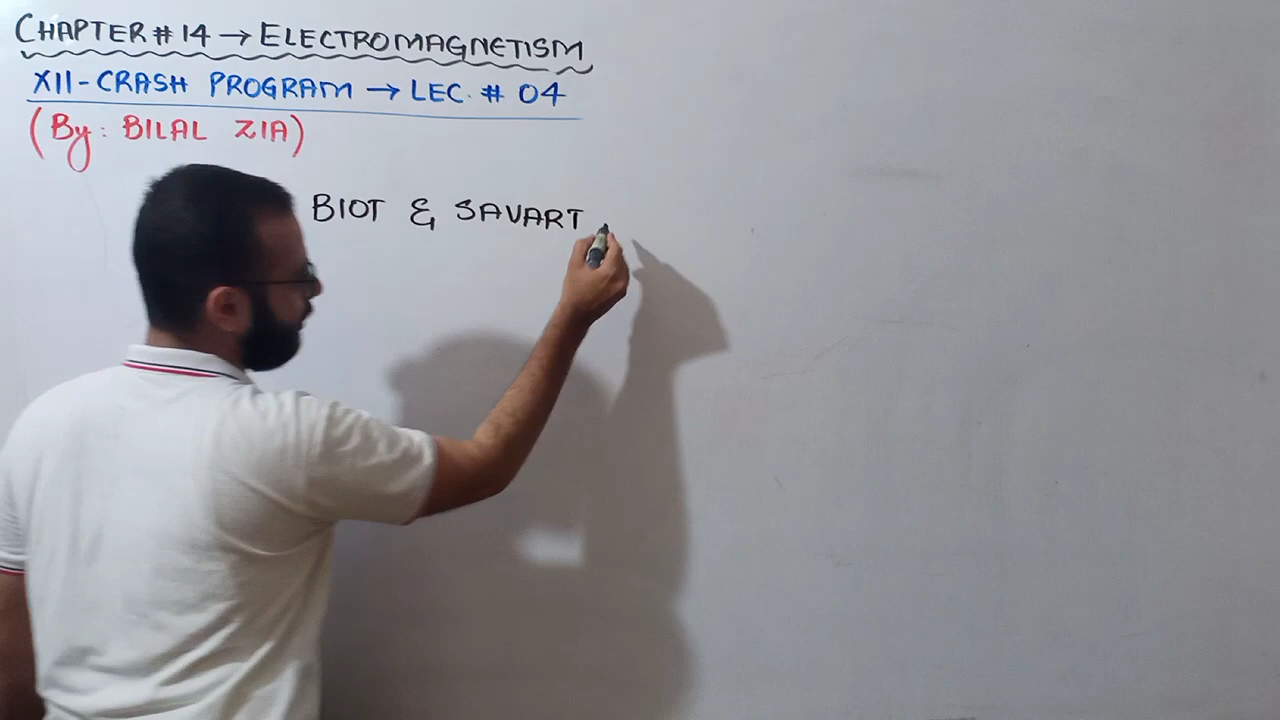 CHAPTER # 14 → ELECTROMAGNETISM
XII - CRASH PROGRAM → LEC. # 04
(By: BILAL ZIA)
BIOT & SAVART